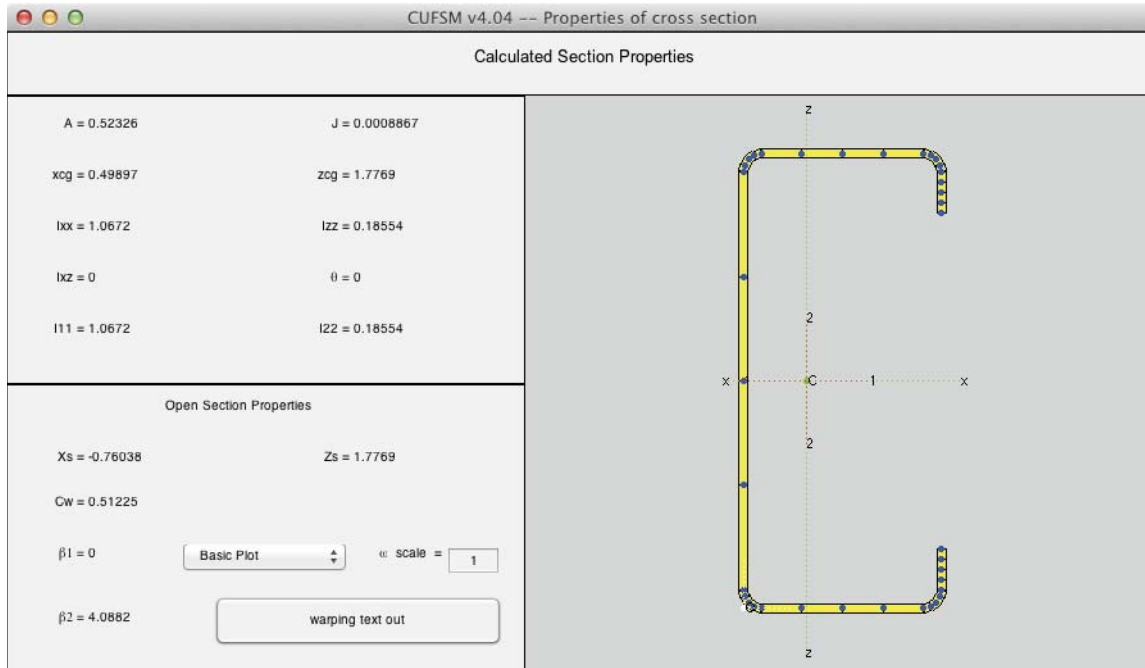 CUFSM v4.04 -- Properties of cross section
Calculated Section Properties
A = 0.52326
J = 0.0008867
xcg = 0.49897
zcg = 1.7769
Ixx = 1.0672
Izz = 0.18554
Ixz = 0
θ = 0
I11 = 1.0672
I22 = 0.18554
Open Section Properties
Xs = -0.76038
Zs = 1.7769
Cw = 0.51225
β1 = 0
Basic Plot
ω scale =
1
β2 = 4.0882
warping text out
z
2
x
C
1
x
2
z